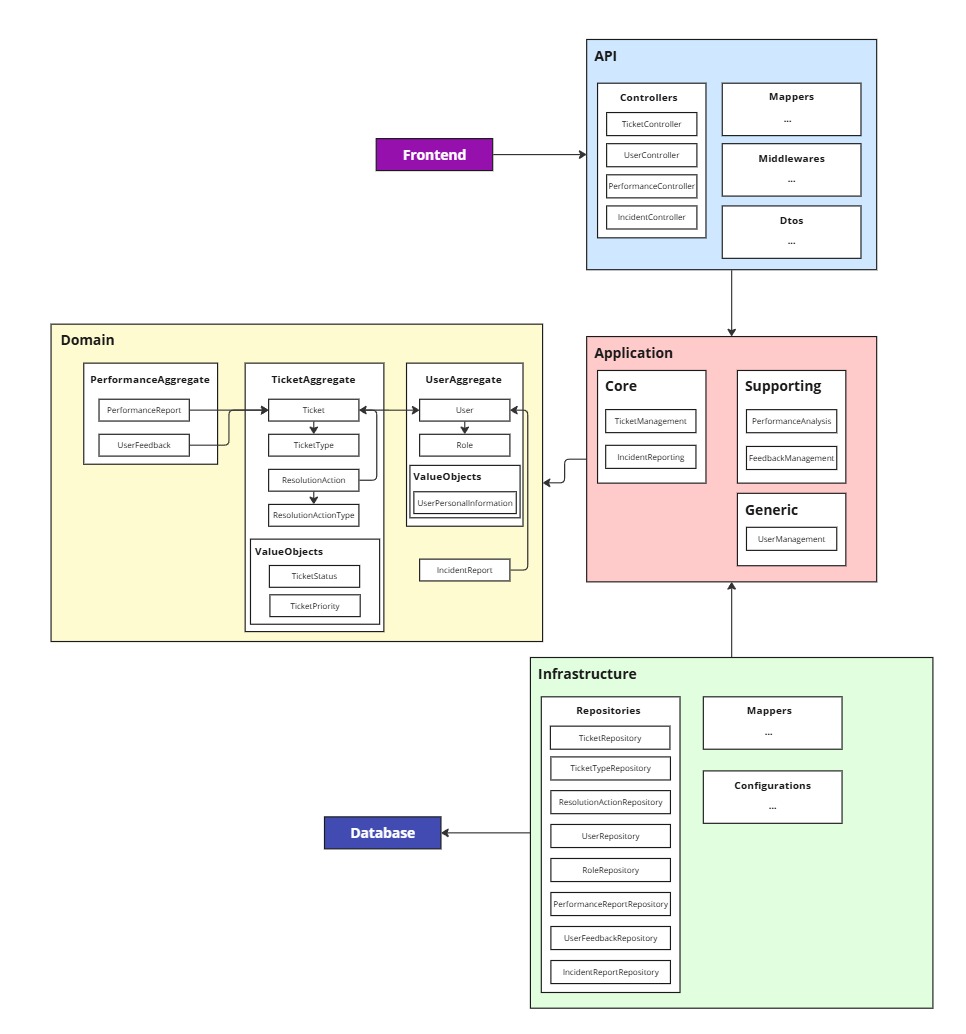 API
Controllers
TicketController
UserController
PerformanceController
IncidentController
Mappers
...
Middlewares
...
Dtos
...
Frontend
Domain
PerformanceAggregate
PerformanceReport
UserFeedback
TicketAggregate
Ticket
TicketType
ResolutionAction
ResolutionActionType
ValueObjects
TicketStatus
TicketPriority
UserAggregate
User
Role
ValueObjects
UserPersonalInformation
IncidentReport
Application
Core
TicketManagement
IncidentReporting
Supporting
PerformanceAnalysis
FeedbackManagement
Generic
UserManagement
Infrastructure
Repositories
TicketRepository
TicketTypeRepository
ResolutionActionRepository
UserRepository
RoleRepository
PerformanceReportRepository
UserFeedbackRepository
IncidentReportRepository
Mappers
...
Configurations
...
Database